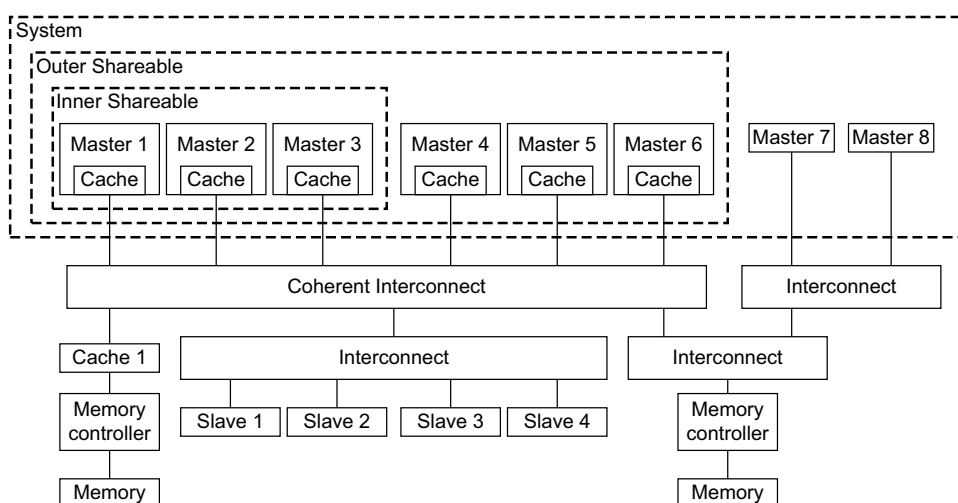 System
Outer Shareable
Inner Shareable
Master 1 Master 2 Master 3 Master 4 Master 5 Master 6 Master 7 Master 8
Cache Cache Cache Cache Cache Cache
Coherent Interconnect Interconnect
Cache 1 Interconnect Interconnect
Memory controller Slave 1 Slave 2 Slave 3 Slave 4 Memory controller
Memory Memory